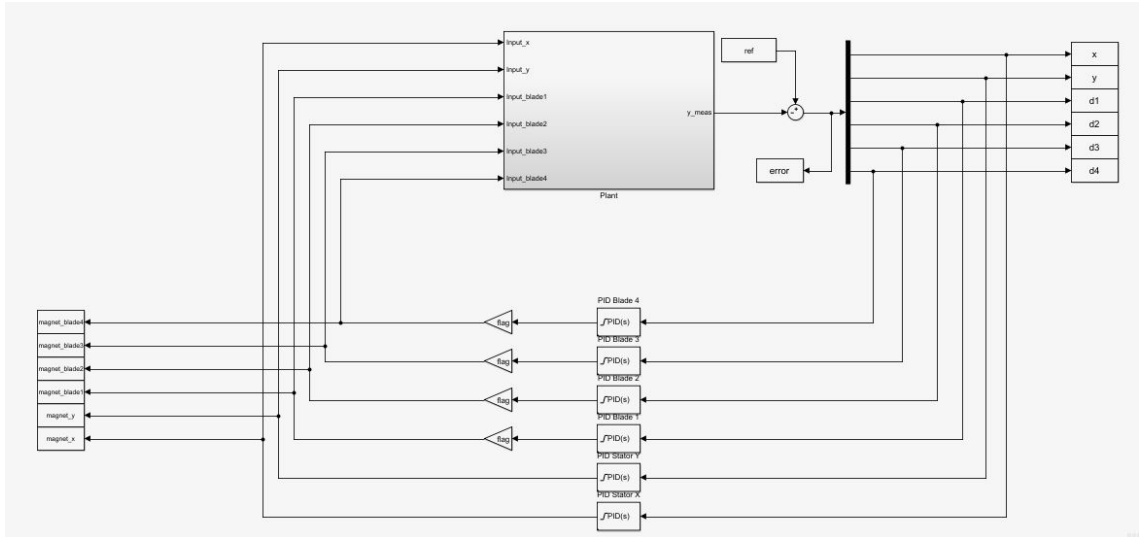 Input_x
Input_y
Input_blade1
Input_blade2
Input_blade3
Input_blade4
y_meas
Plant
ref
error
x
y
d1
d2
d3
d4
magnet_blade4
magnet_blade3
magnet_blade2
magnet_blade1
magnet_y
magnet_x
flag
flag
flag
flag
PID Blade 4
PID(s)
PID Blade 3
PID(s)
PID Blade 2
PID(s)
PID Blade 1
PID(s)
PID Stator Y
PID(s)
PID Stator X
PID(s)